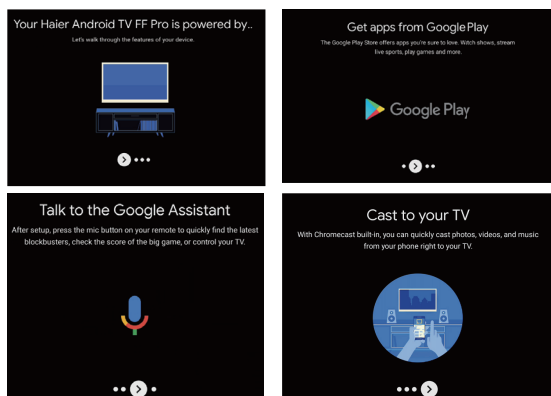 Your Haier Android TV FF Pro is powered by..
Let's walk through the features of your device.
Get apps from Google Play
The Google Play Store offers apps you're sure to love. Witch shows, stream
live sports, play games and more.
Google Play
Talk to the Google Assistant
After setup, press the mic button on your remote to quickly find the latest
blockbusters, check the score of the big game, or control your TV.
Cast to your TV
With Chromecast built-in, you can quickly cast photos, videos, and music
from your phone right to your TV.